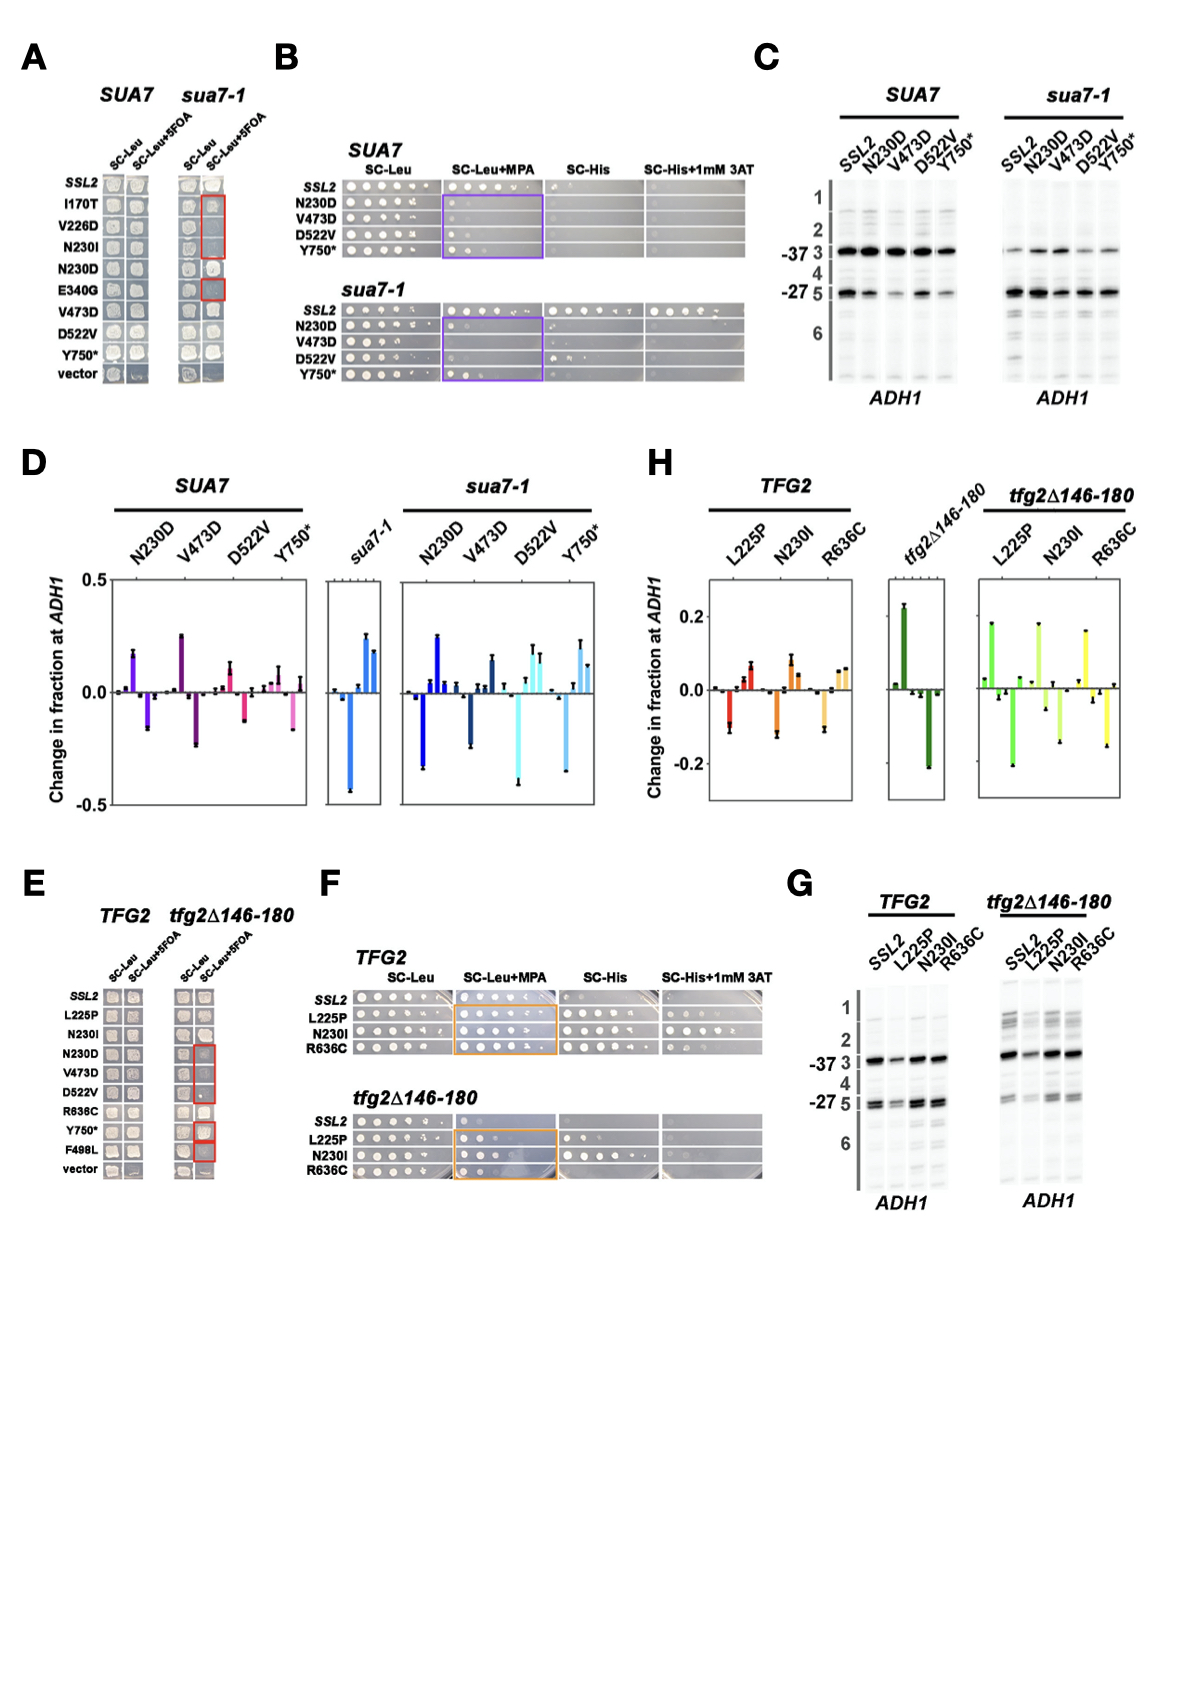 A
SUA7 sua7-1
SC-Leu
SC-Leu+5FOA
SC-Leu
SC-Leu+5FOA
SSL2
I170T
V226D
N230I
N230D
E340G
V473D
D522V
Y750*
vector
B
SUA7
SC-Leu SC-Leu+MPA SC-His SC-His+1mM 3AT
SSL2
N230D
V473D
D522V
Y750*
sua7-1
SSL2
N230D
V473D
D522V
Y750*
C
SUA7 sua7-1
SSL2 N230D V473D D522V Y750*
SSL2 N230D V473D D522V Y750*
1
2
-37 3
4
-27 5
6
ADH1 ADH1
D
SUA7 sua7-1
N230D V473D D522V Y750* sua7-1 N230D V473D D522V Y750*
Change in fraction at ADH1
0.5
0.0
-0.5
H
TFG2 tfg2Δ146-180 tfg2Δ146-180
L225P N230I R636C L225P N230I R636C
Change in fraction at ADH1
0.2
0.0
-0.2
E
TFG2 tfg2Δ146-180
SC-Leu
SC-Leu+5FOA
SC-Leu
SC-Leu+5FOA
SSL2
L225P
N230I
N230D
V473D
D522V
R636C
Y750*
F498L
vector
F
TFG2
SC-Leu SC-Leu+MPA SC-His SC-His+1mM 3AT
SSL2
L225P
N230I
R636C
tfg2Δ146-180
SSL2
L225P
N230I
R636C
G
TFG2 tfg2Δ146-180
SSL2 L225P N230I R636C
SSL2 L225P N230I R636C
1
2
-37 3
4
-27 5
6
ADH1 ADH1